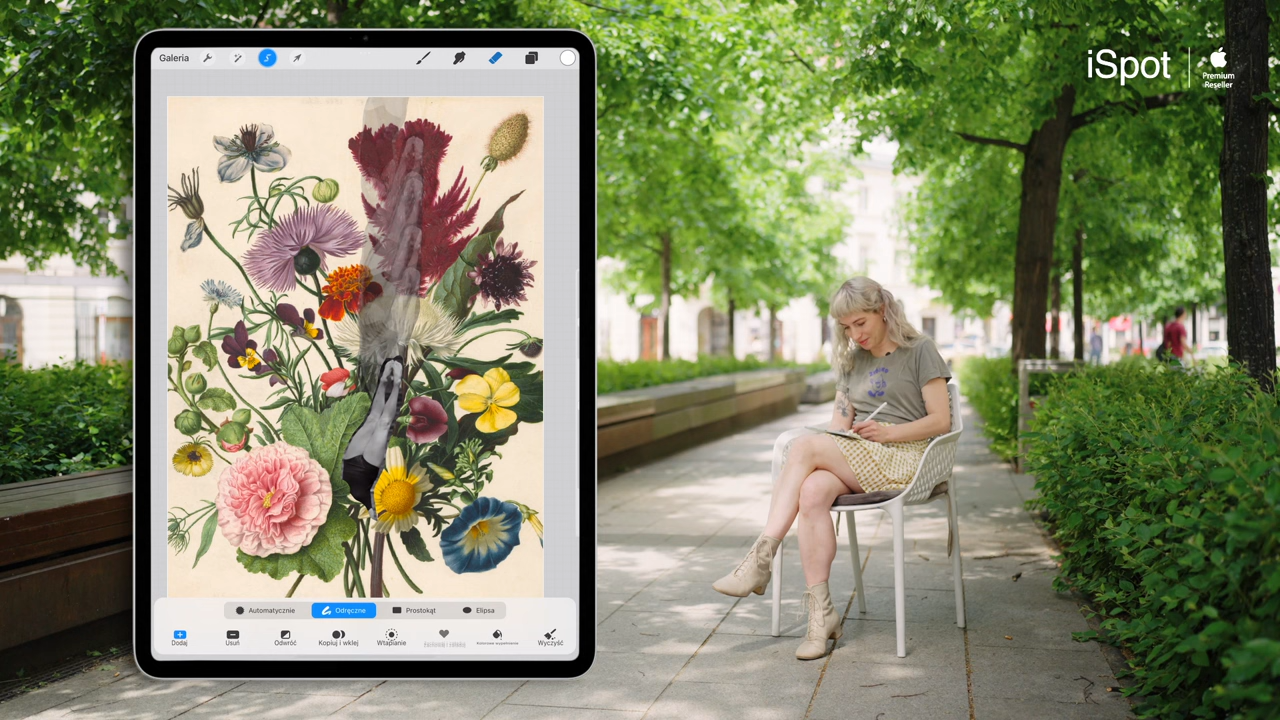 Galeria
iSpot
Premium
Reseller
Automatycznie
Odręczne
Prostokąt
Elipsa
Dodaj
Usuń
Odwróć
Kopiuj i wklej
Wtapianie
Wyczyść